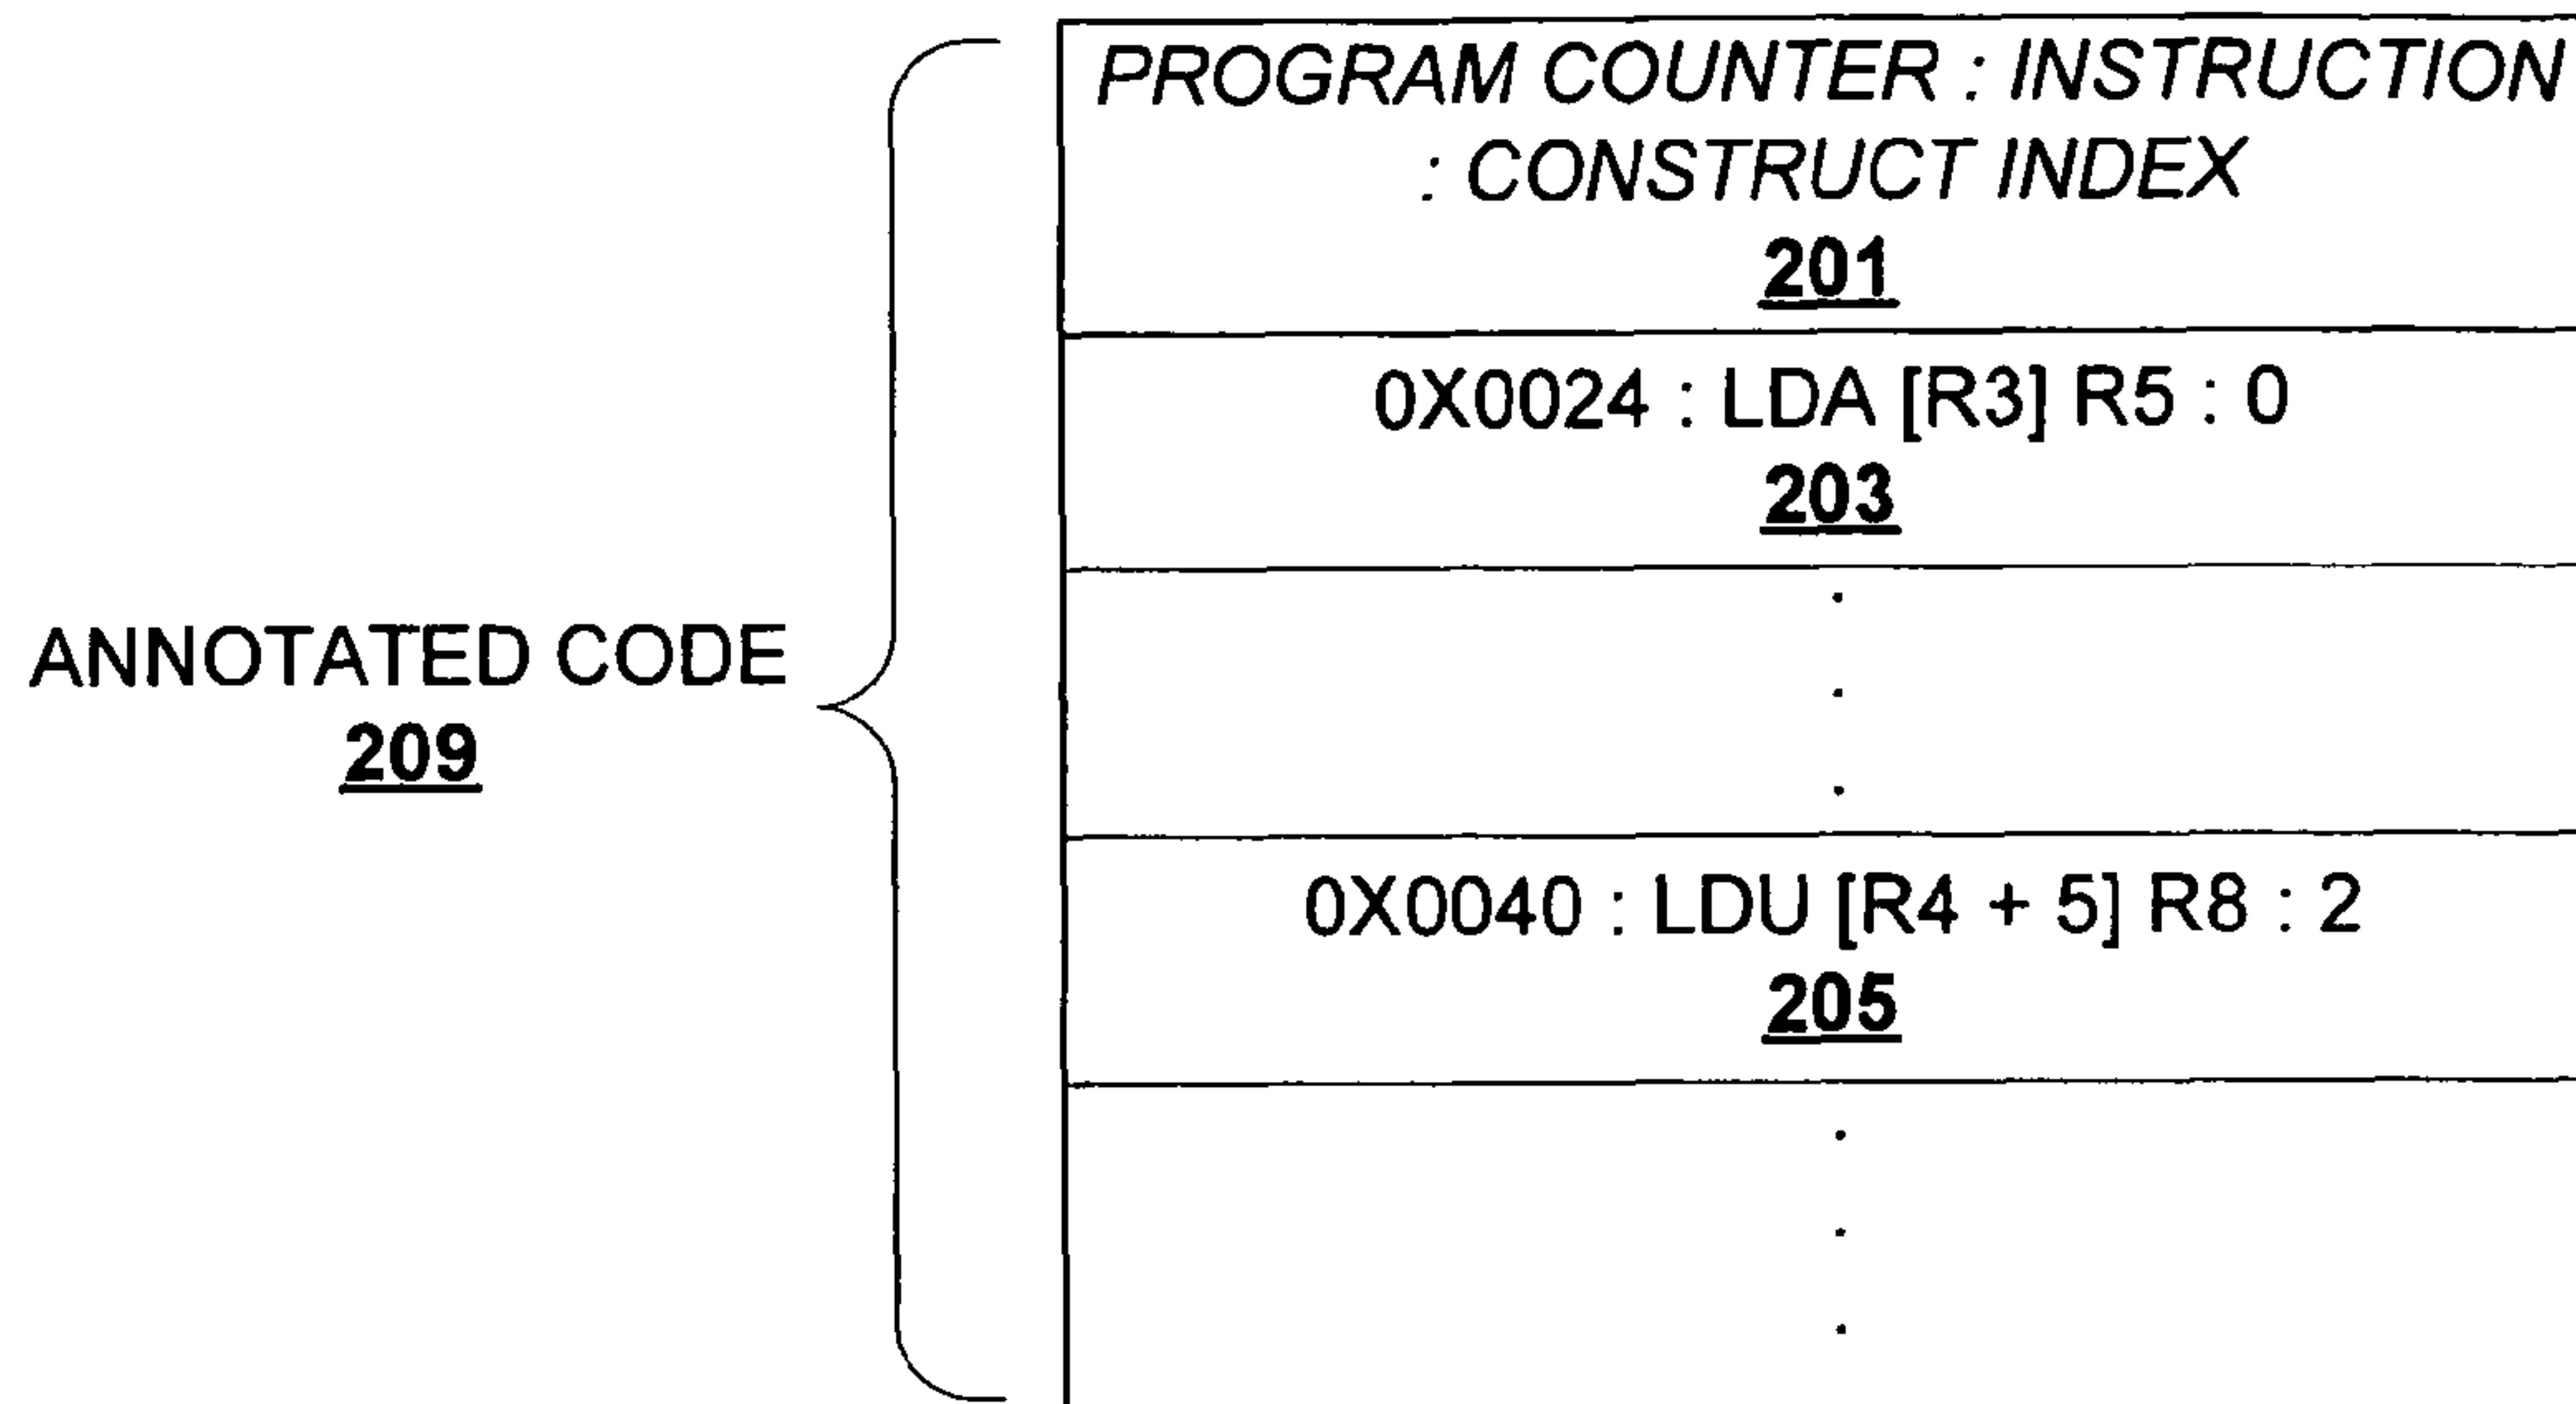 PROGRAM COUNTER : INSTRUCTION
: CONSTRUCT INDEX
201
0X0024 : LDA [R3] R5 : 0
203
ANNOTATED CODE
209
0X0040 : LDU [R4 + 5] R8 : 2
205